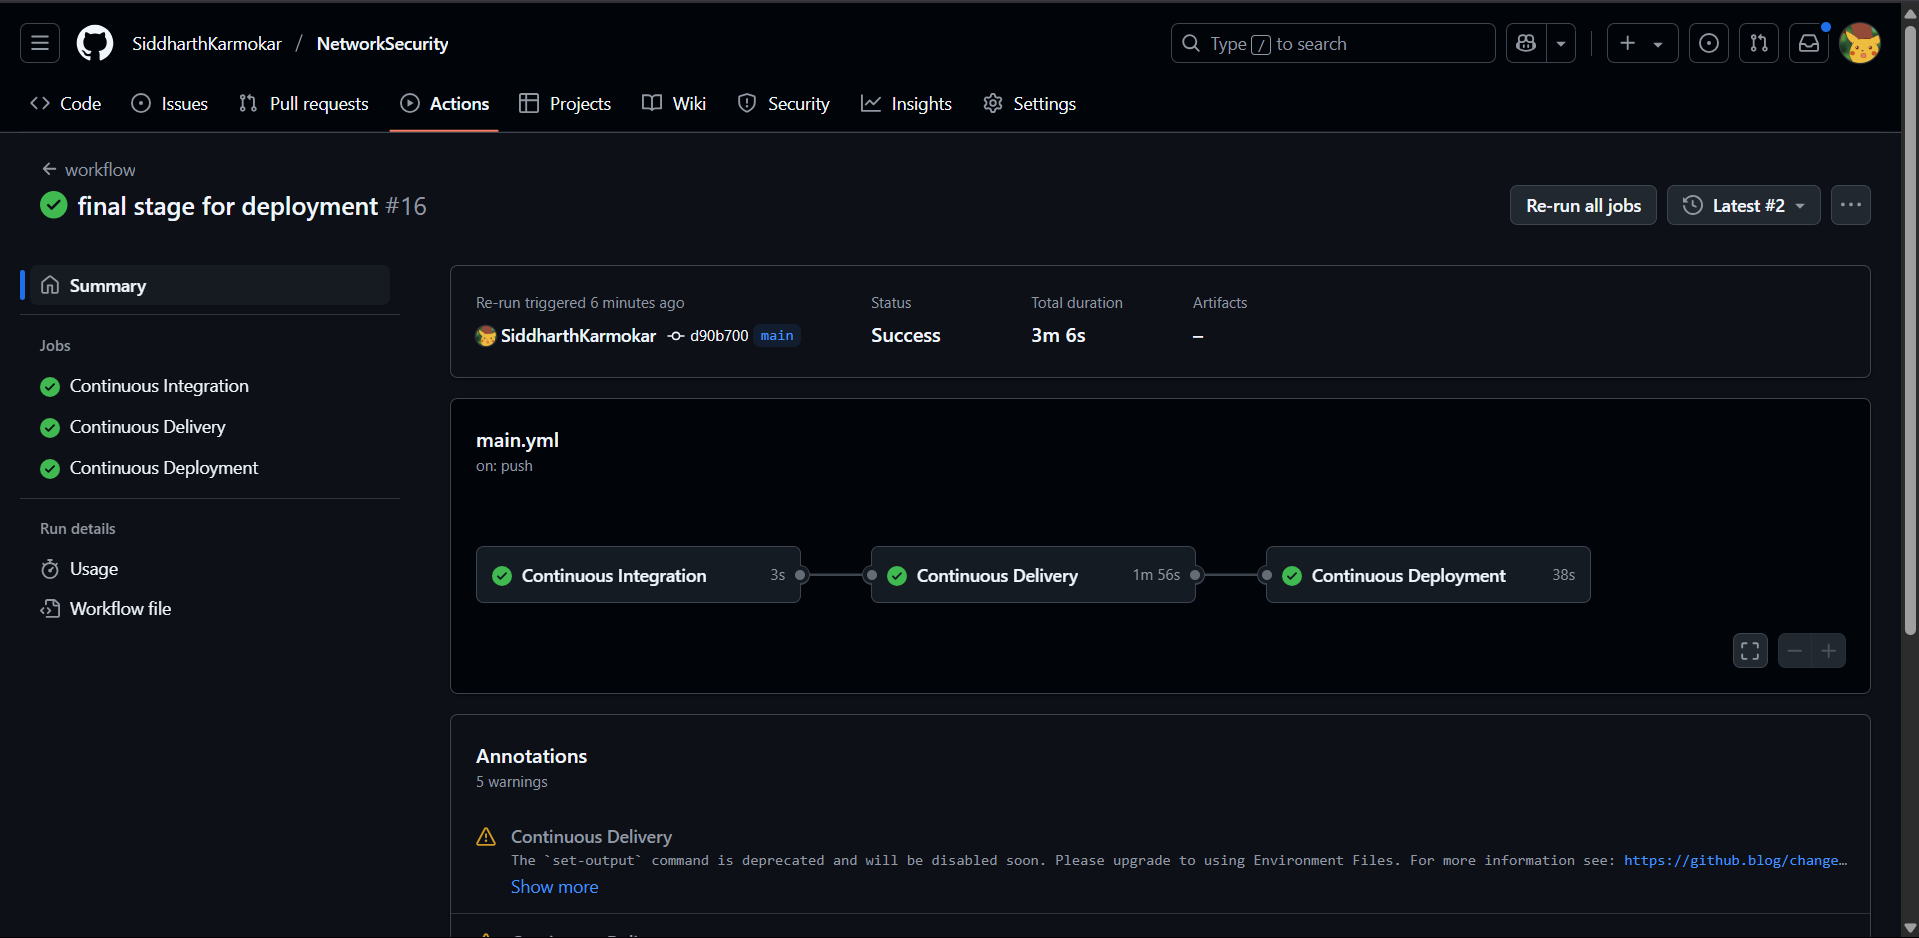 SiddharthKarmokar / NetworkSecurity
Type / to search
Code Issues Pull requests Actions Projects Wiki Security Insights Settings
workflow
final stage for deployment #16
Re-run all jobs Latest #2
Summary
Jobs
Continuous Integration
Continuous Delivery
Continuous Deployment
Run details
Usage
Workflow file
Re-run triggered 6 minutes ago
SiddharthKarmokar d90b700 main
Status
Success
Total duration
3m 6s
Artifacts
–
main.yml
on: push
Continuous Integration 3s
Continuous Delivery 1m 56s
Continuous Deployment 38s
Annotations
5 warnings
Continuous Delivery
The `set-output` command is deprecated and will be disabled soon. Please upgrade to using Environment Files. For more information see: https://github.blog/change…
Show more